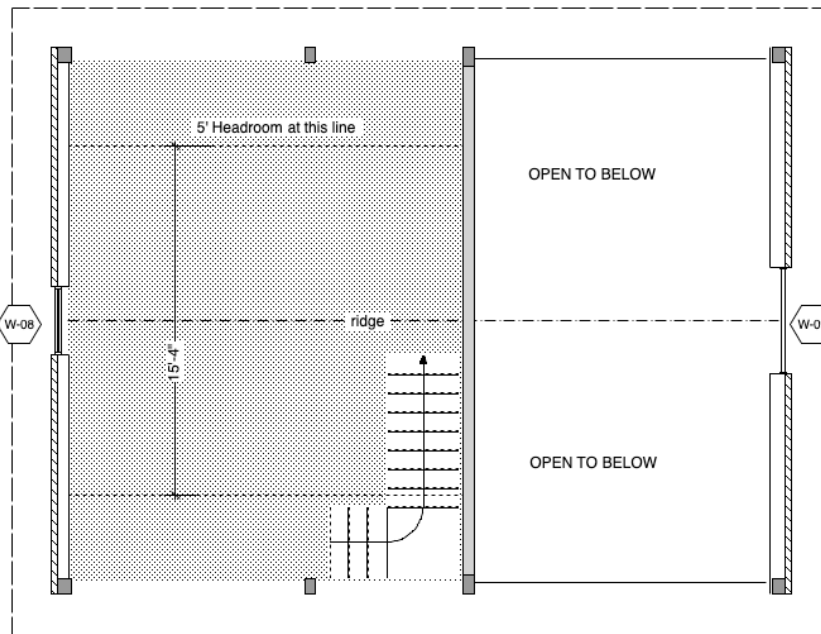 5' Headroom at this line
OPEN TO BELOW
ridge
W-08
W-0
15'-4"
OPEN TO BELOW